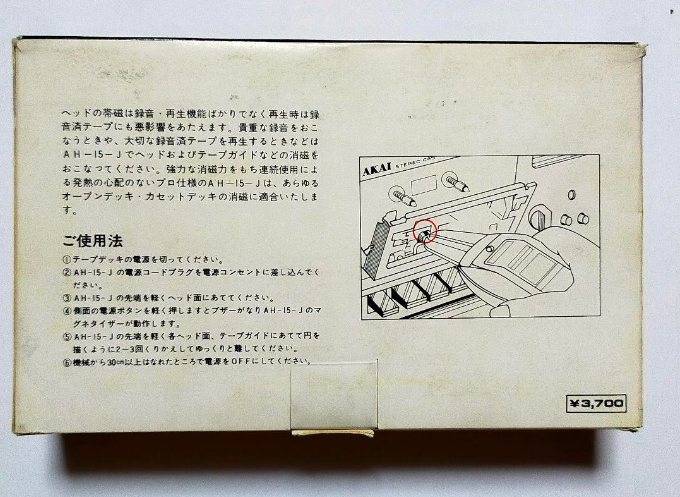 ヘッドの帯磁は録音・再生機能ばかりでなく再生時は録
音済テープにも悪影響をあたえます。貴重な録音をおこ
なうときや、大切な録音済テープを再生するときなどは
AH-15-Jでヘッドおよびテープガイドなどの消磁を
おこなってください。強力な消磁力をもち連続使用によ
る発熱の心配のないプロ仕様のAH-15-Jは、あらゆる
オープンデッキ・カセットデッキの消磁に適合いたしま
す。
ご使用法
①テープデッキの電源を切ってください。
②AH-15-Jの電源コードプラグを電源コンセントに差し込んでく
ださい。
③AH-15-Jの先端を軽くヘッド面にあててください。
④側面の電源ボタンを軽く押しますとブザーがなりAH-15-Jのマ
グネタイザーが動作します。
⑤AH-15-Jの先端を軽く各ヘッド面、テープガイドにあてて円を
描くように2-3回くりかえしてゆっくりと離してください。
⑥機械から30cm以上はなれたところで電源をOFFにしてください。
AKAI STEREO CAS
¥3,700